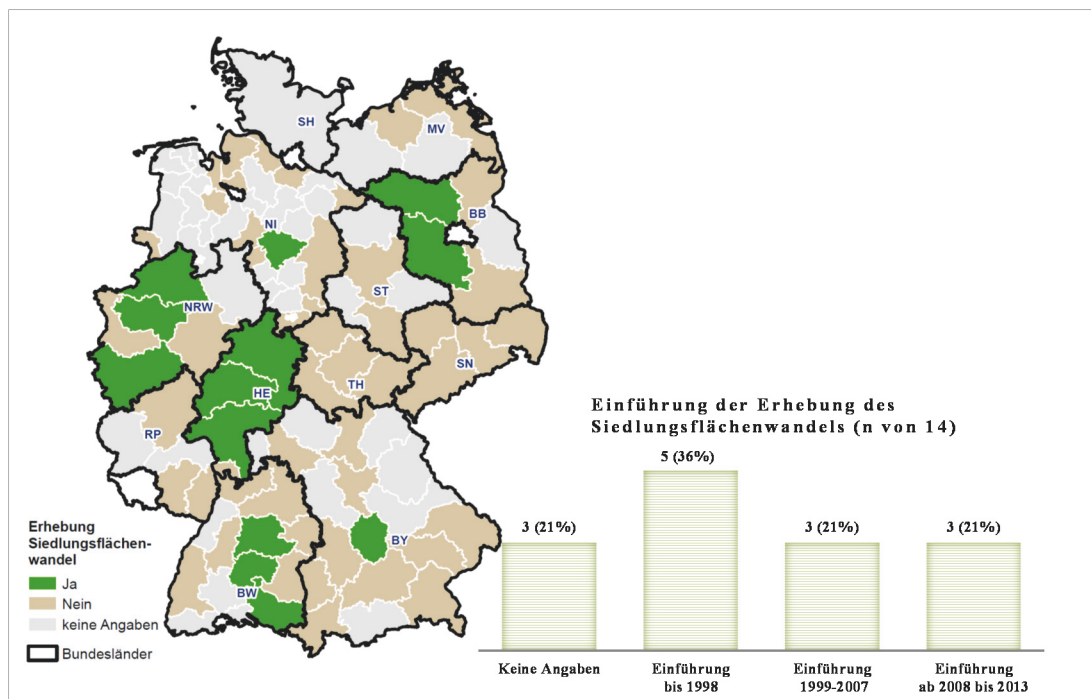 SH
MV
BB
NI
ST
NRW
SN
HE
TH
RP
BY
BW
Erhebung
Siedlungsflächen-
wandel
Ja
Nein
keine Angaben
Bundesländer
Einführung der Erhebung des
Siedlungsflächenwandels (n von 14)
5 (36%)
3 (21%)
3 (21%)
3 (21%)
Keine Angaben
Einführung
bis 1998
Einführung
1999-2007
Einführung
ab 2008 bis 2013